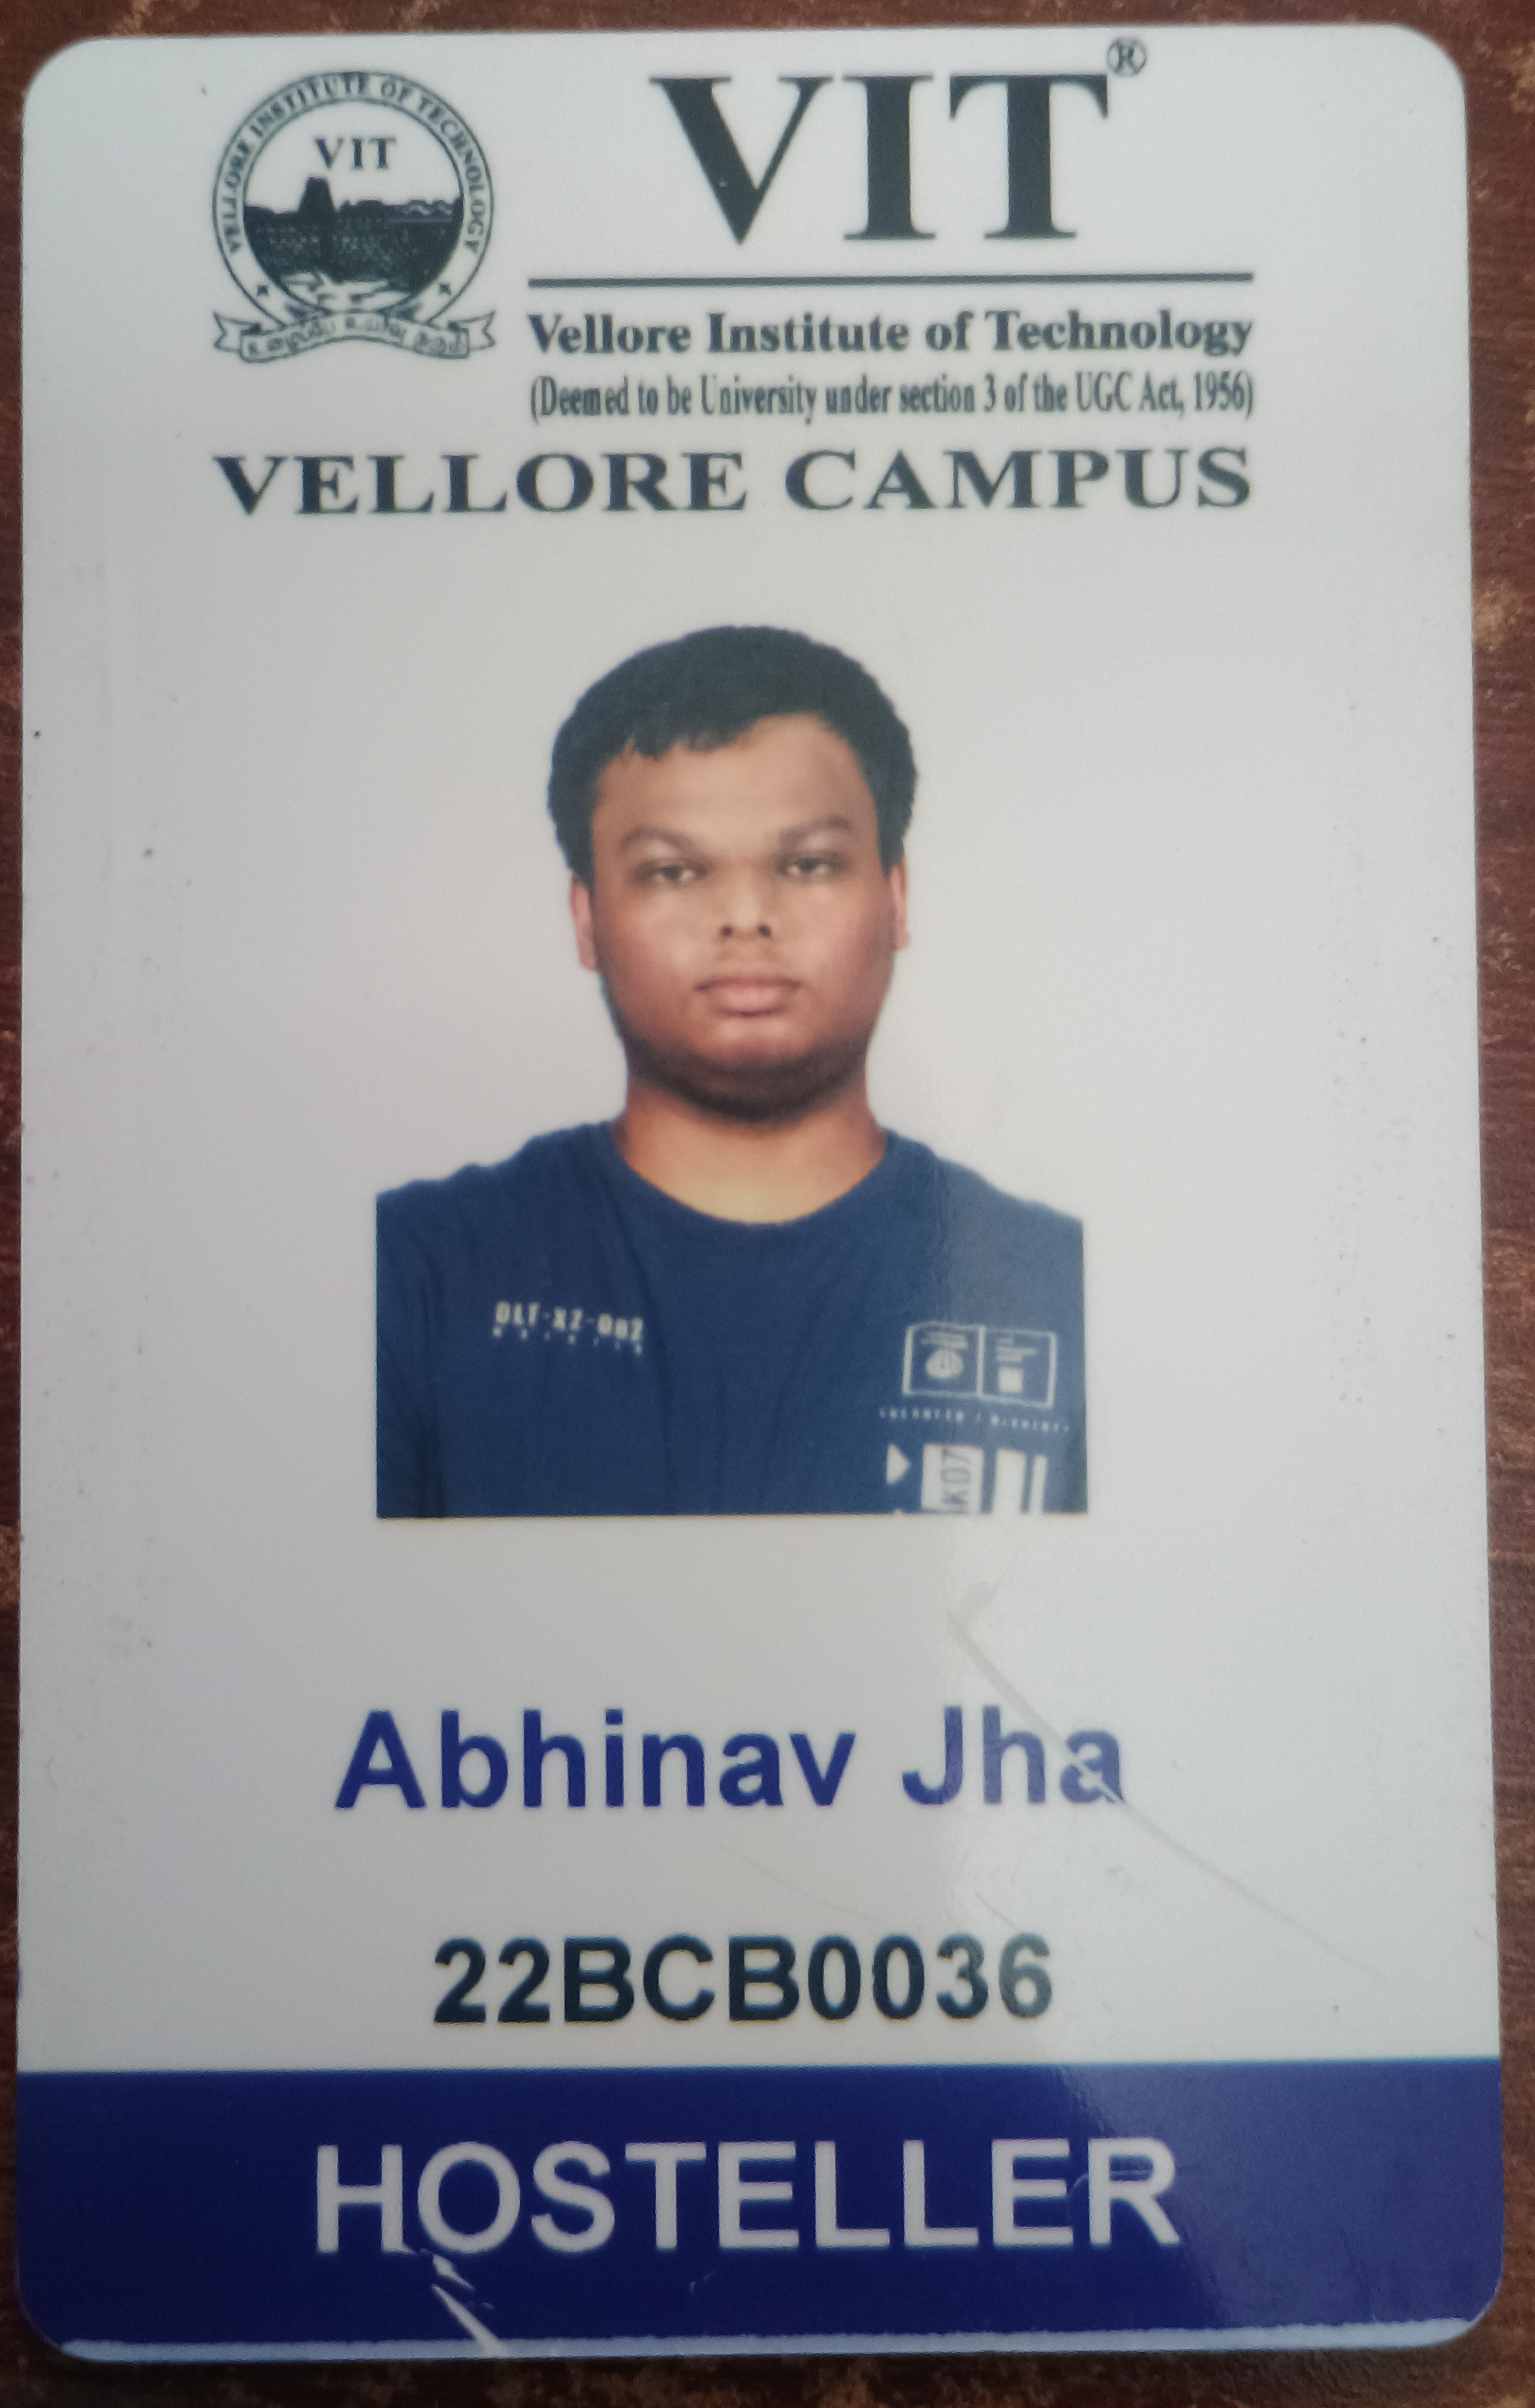 VELLORE INSTITUTE OF TECHNOLOGY
VIT
VIT®
Vellore Institute of Technology
(Deemed to be University under section 3 of the UGC Act, 1956)
VELLORE CAMPUS
Abhinav Jha
22BCB0036
HOSTELLER